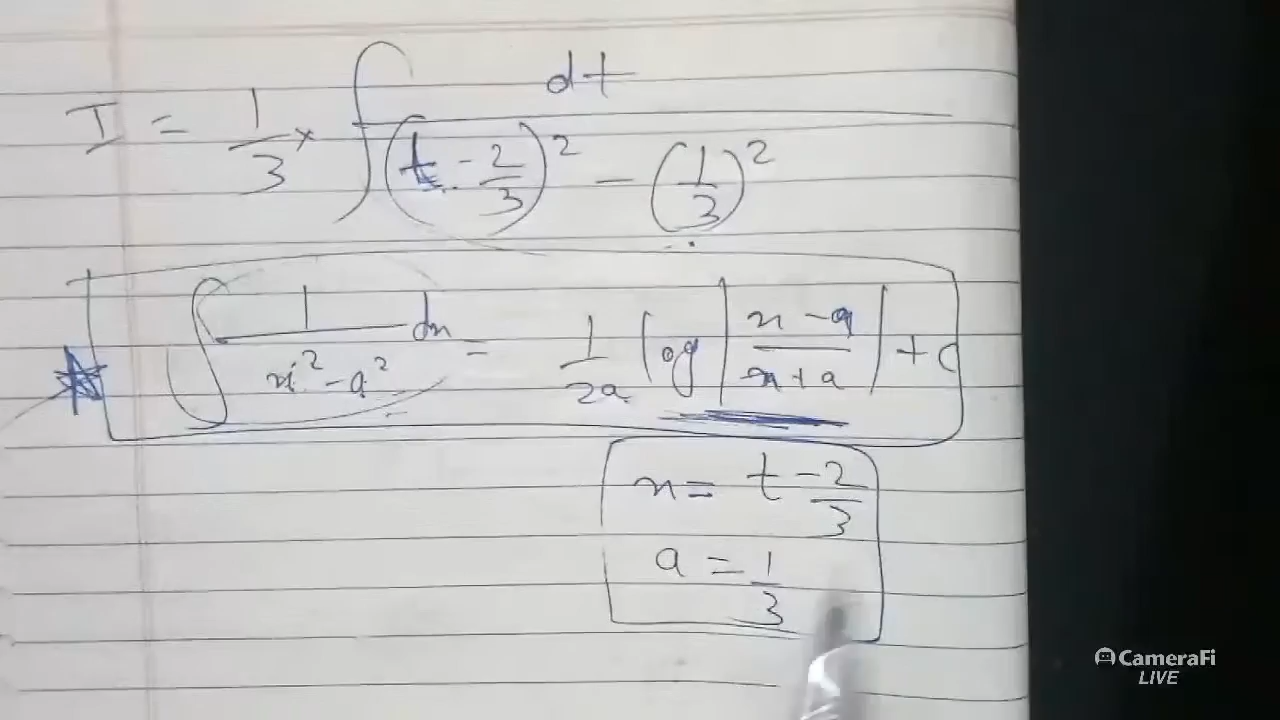 I = 1/3 × ∫ dt / (t - 2/3)² - (1/3)²
∫ 1/x² - a² dx = 1/2a log |x - a / x + a| + c
x = t - 2/3
a = 1/3
CameraFi
LIVE